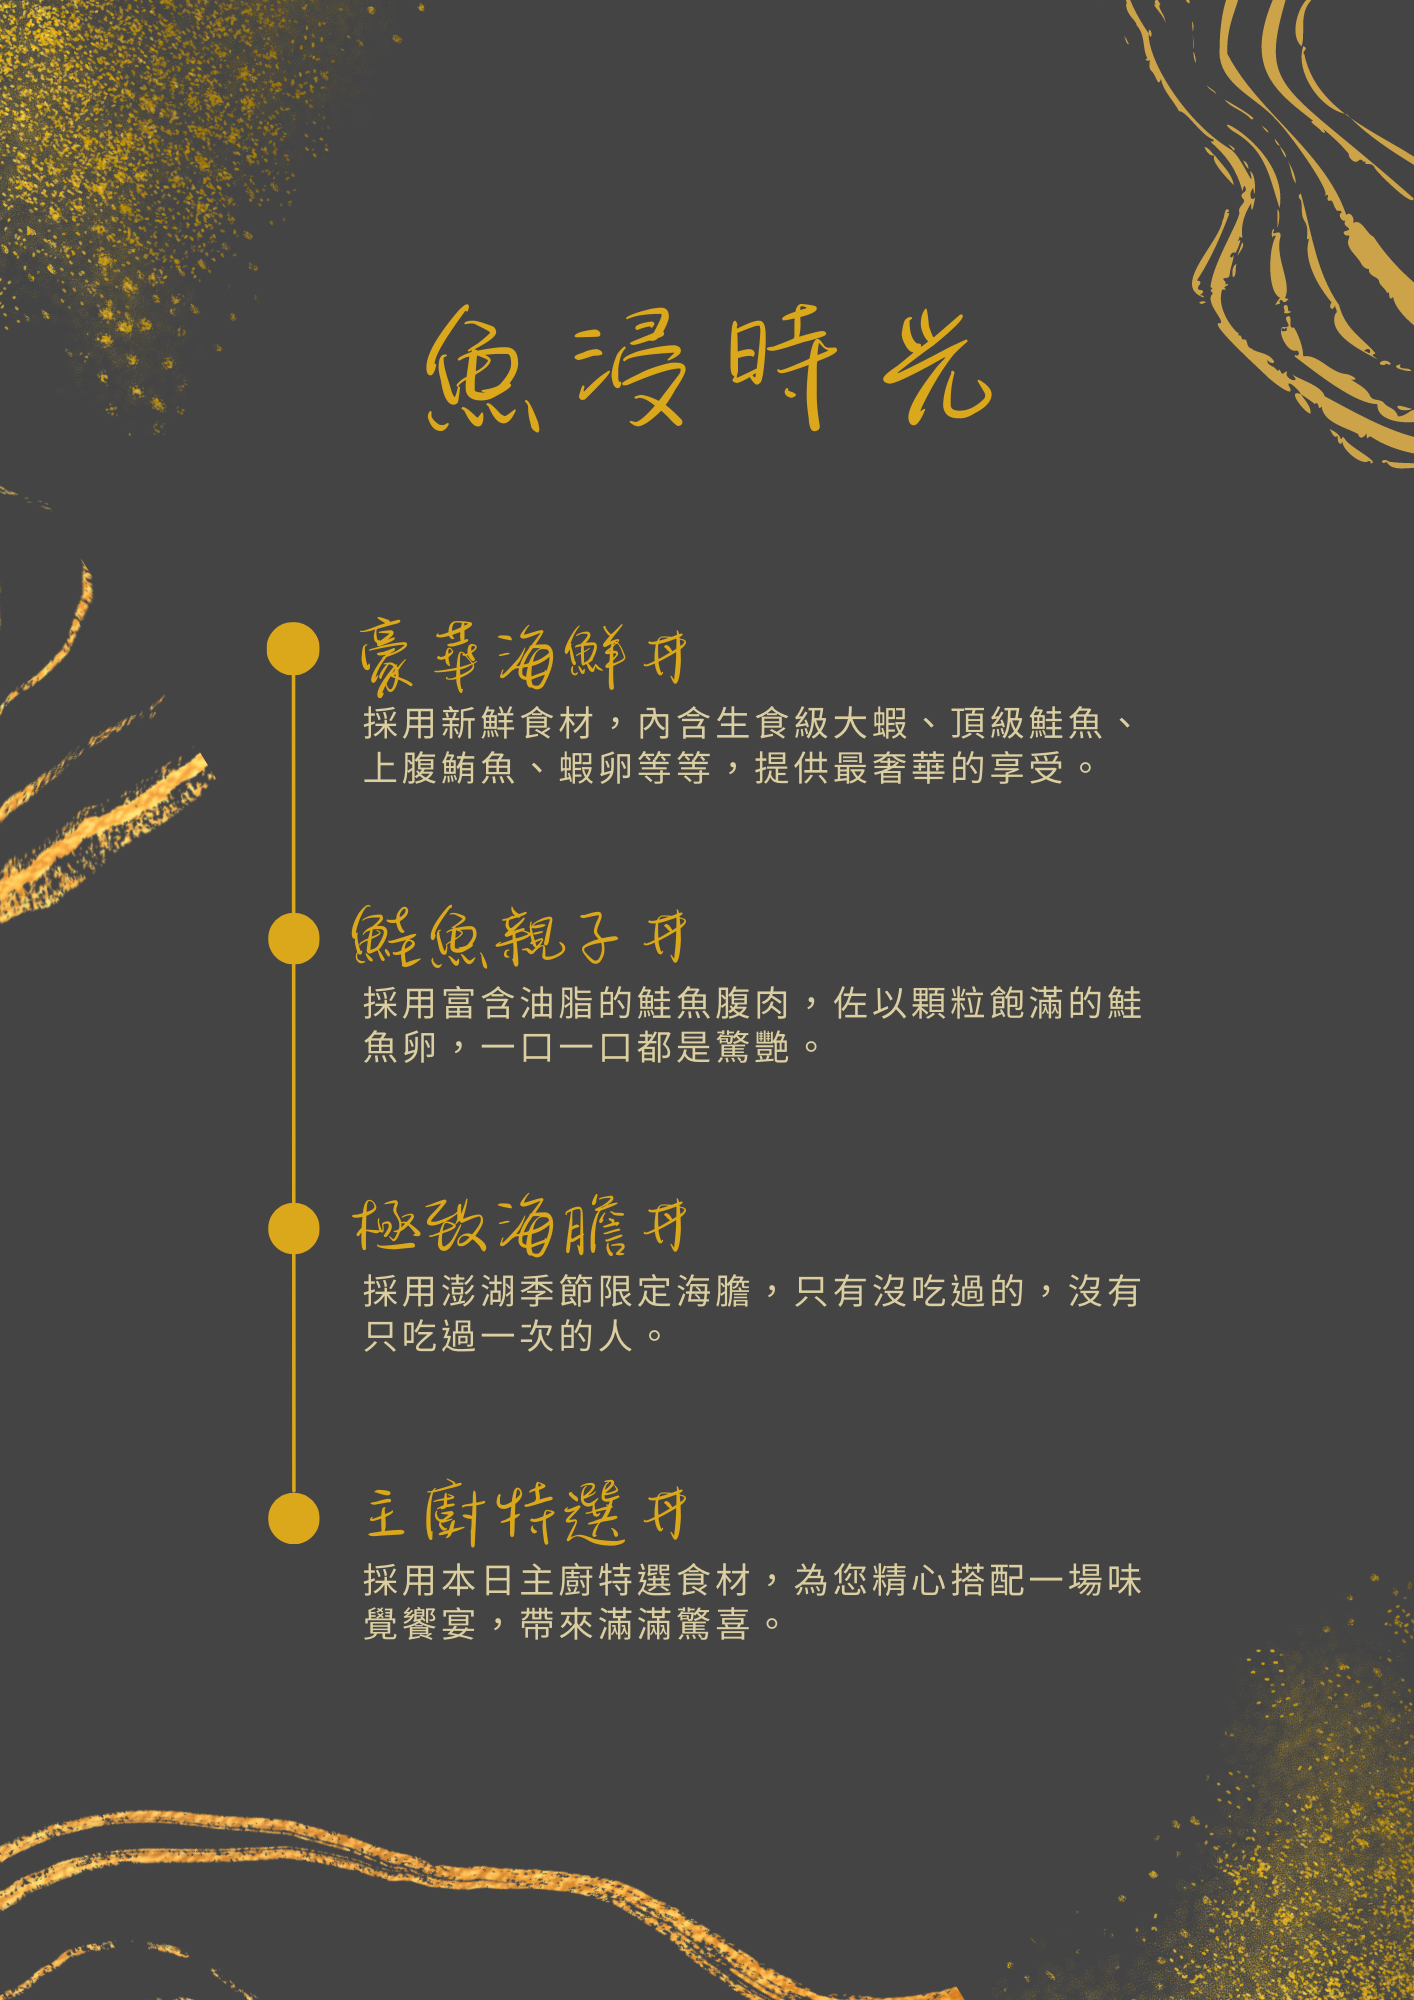 魚浸時光
豪華海鮮丼
採用新鮮食材，內含生食級大蝦、頂級鮭魚、
上腹鮪魚、蝦卵等等，提供最奢華的享受。
鮭魚親子丼
採用富含油脂的鮭魚腹肉，佐以顆粒飽滿的鮭
魚卵，一口一口都是驚艷。
極致海膽丼
採用澎湖季節限定海膽，只有沒吃過的，沒有
只吃過一次的人。
主廚特選丼
採用本日主廚特選食材，為您精心搭配一場味
覺饗宴，帶來滿滿驚喜。